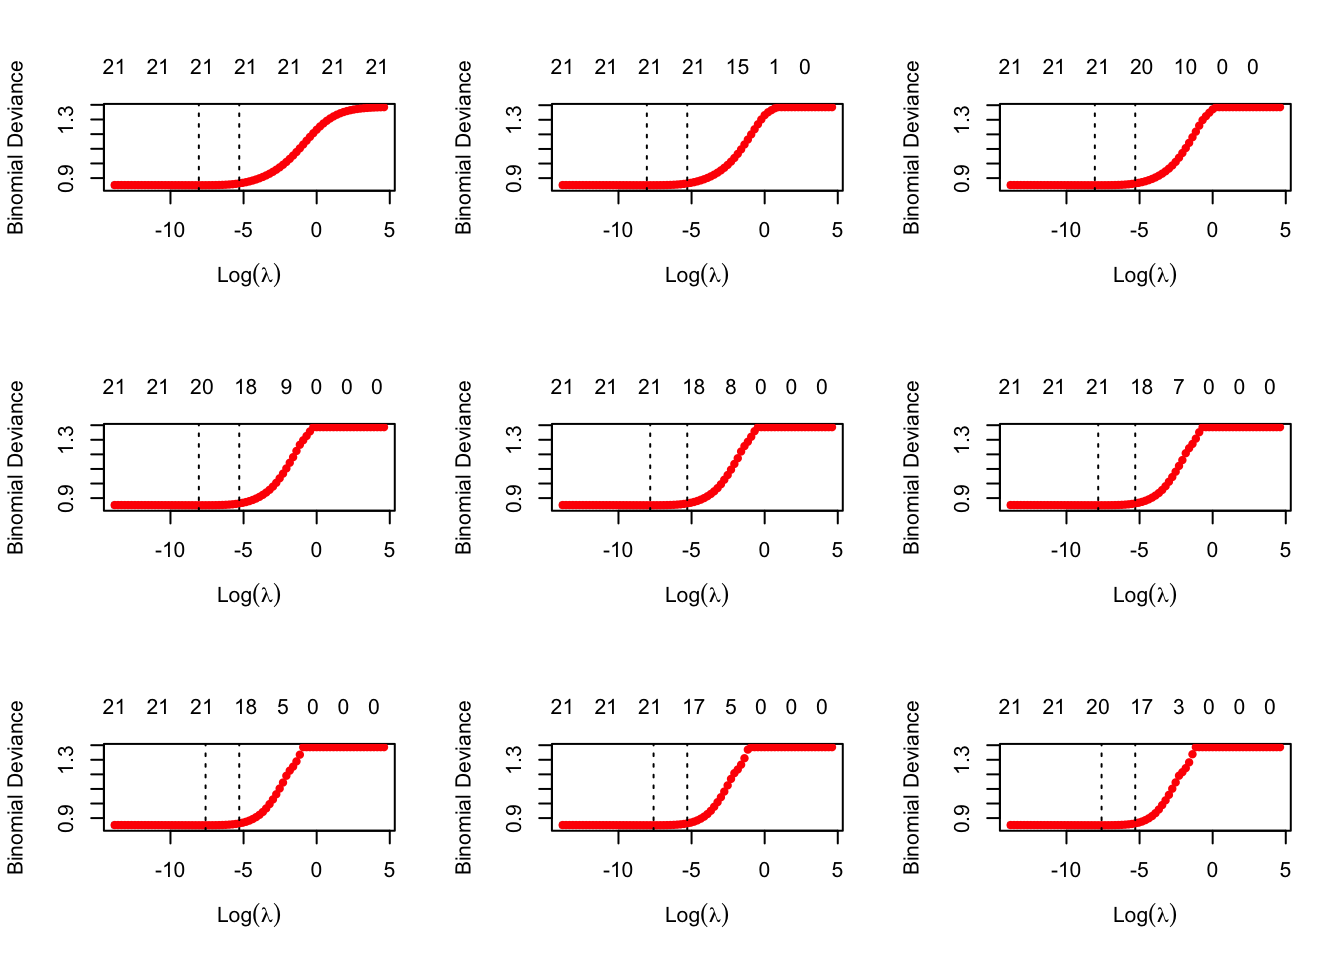 21 21 21 21 21 21 21
Binomial Deviance
1.3
0.9
-10 -5 0 5
Log(λ)
21 21 21 21 15 1 0
Binomial Deviance
1.3
0.9
-10 -5 0 5
Log(λ)
21 21 21 20 10 0 0
Binomial Deviance
1.3
0.9
-10 -5 0 5
Log(λ)
21 21 20 18 9 0 0 0
Binomial Deviance
1.3
0.9
-10 -5 0 5
Log(λ)
21 21 21 18 8 0 0 0
Binomial Deviance
1.3
0.9
-10 -5 0 5
Log(λ)
21 21 21 18 7 0 0 0
Binomial Deviance
1.3
0.9
-10 -5 0 5
Log(λ)
21 21 21 18 5 0 0 0
Binomial Deviance
1.3
0.9
-10 -5 0 5
Log(λ)
21 21 21 17 5 0 0 0
Binomial Deviance
1.3
0.9
-10 -5 0 5
Log(λ)
21 21 20 17 3 0 0 0
Binomial Deviance
1.3
0.9
-10 -5 0 5
Log(λ)